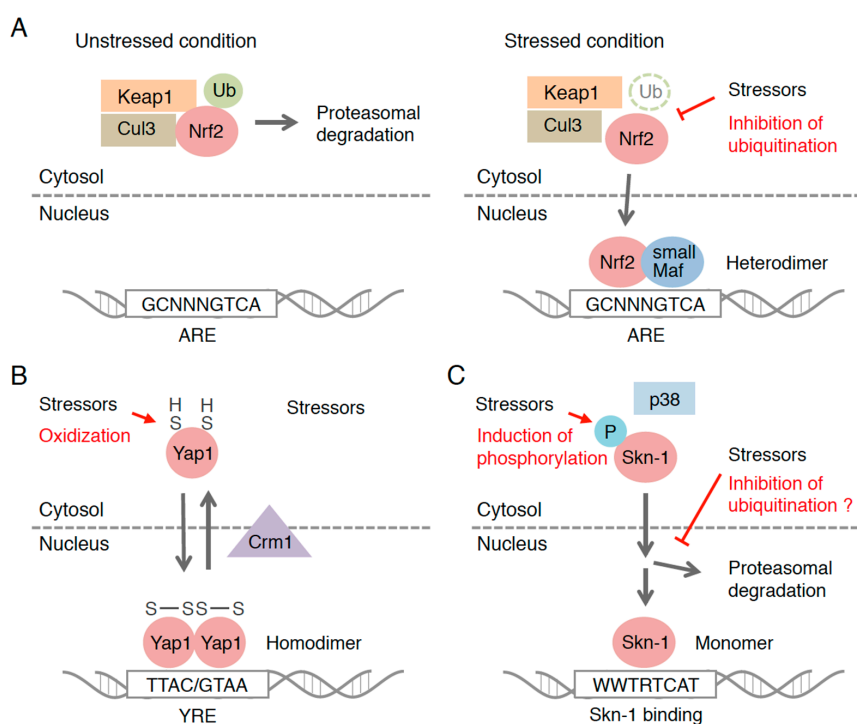 A
Unstressed condition
Keap1
Ub
Cul3
Nrf2
Proteasomal
degradation
Cytosol
Nucleus
GCNNNGTCA
ARE
Stressed condition
Keap1
Ub
Cul3
Nrf2
Stressors
Inhibition of
ubiquitination
Cytosol
Nucleus
Nrf2
small
Maf
Heterodimer
GCNNNGTCA
ARE
B
Stressors
Oxidization
H H
S S
Yap1
Stressors
Cytosol
Nucleus
Crm1
S—SS—S
Yap1 Yap1
Homodimer
TTAC/GTAA
YRE
C
p38
Stressors
Induction of
phosphorylation
P
Skn-1
Stressors
Inhibition of
ubiquitination ?
Cytosol
Nucleus
Proteasomal
degradation
Skn-1
Monomer
WWTRTCAT
Skn-1 binding